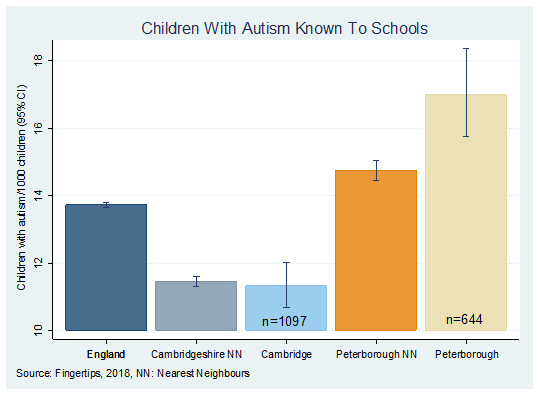 Children With Autism Known To Schools
Children with autism/1000 children (95% CI)
18
16
14
12
10
n=1097
n=644
England
Cambridgeshire NN
Cambridge
Peterborough NN
Peterborough
Source: Fingertips, 2018, NN: Nearest Neighbours